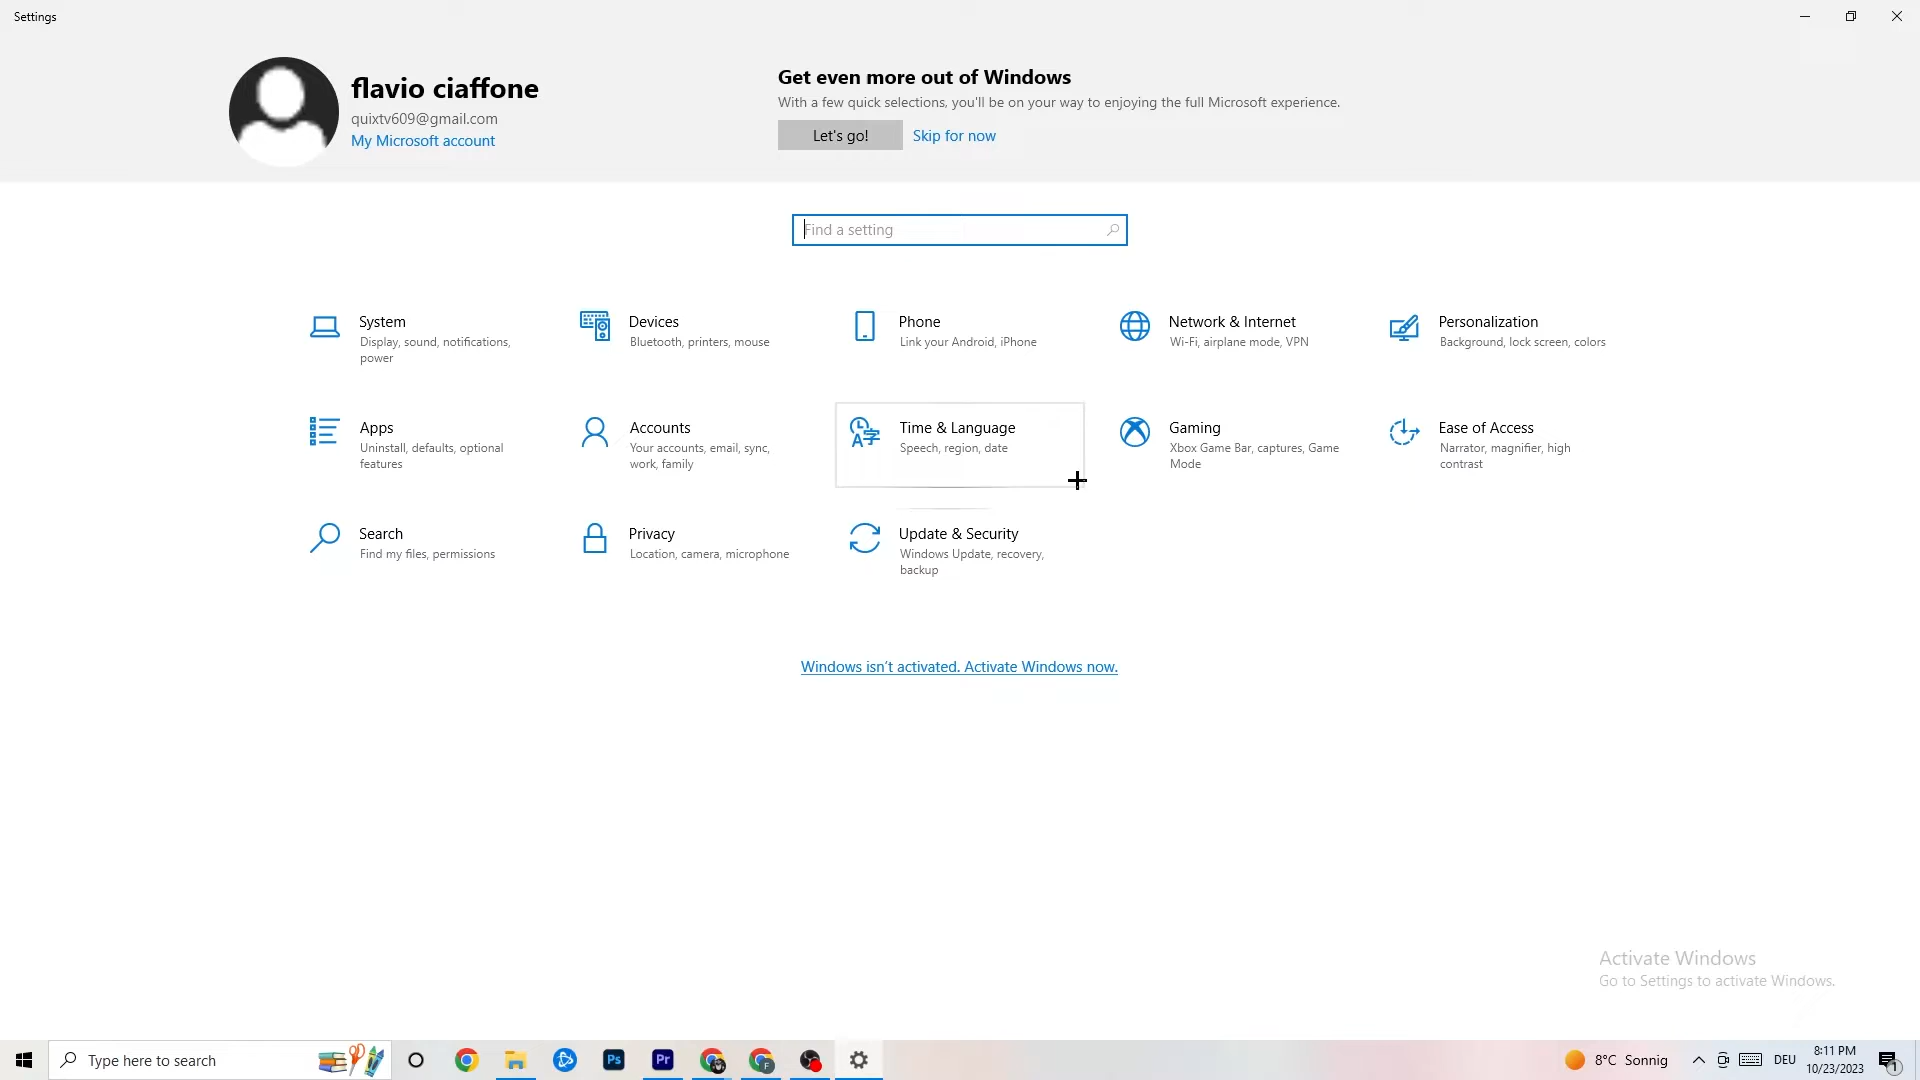 Settings
flavio ciaffone
quixtv609@gmail.com
My Microsoft account
Get even more out of Windows
With a few quick selections, you'll be on your way to enjoying the full Microsoft experience.
Let's go!
Skip for now
Find a setting
System
Display, sound, notifications,
power
Devices
Bluetooth, printers, mouse
Phone
Link your Android, iPhone
Network & Internet
Wi-Fi, airplane mode, VPN
Personalization
Background, lock screen, colors
Apps
Uninstall, defaults, optional
features
Accounts
Your accounts, email, sync,
work, family
Time & Language
Speech, region, date
Gaming
Xbox Game Bar, captures, Game
Mode
Ease of Access
Narrator, magnifier, high
contrast
Search
Find my files, permissions
Privacy
Location, camera, microphone
Update & Security
Windows Update, recovery,
backup
Windows isn't activated. Activate Windows now.
Activate Windows
Go to Settings to activate Windows.
Type here to search
Ps
Pr
F
8°C Sonnig
DEU
8:11 PM
10/23/2023
1